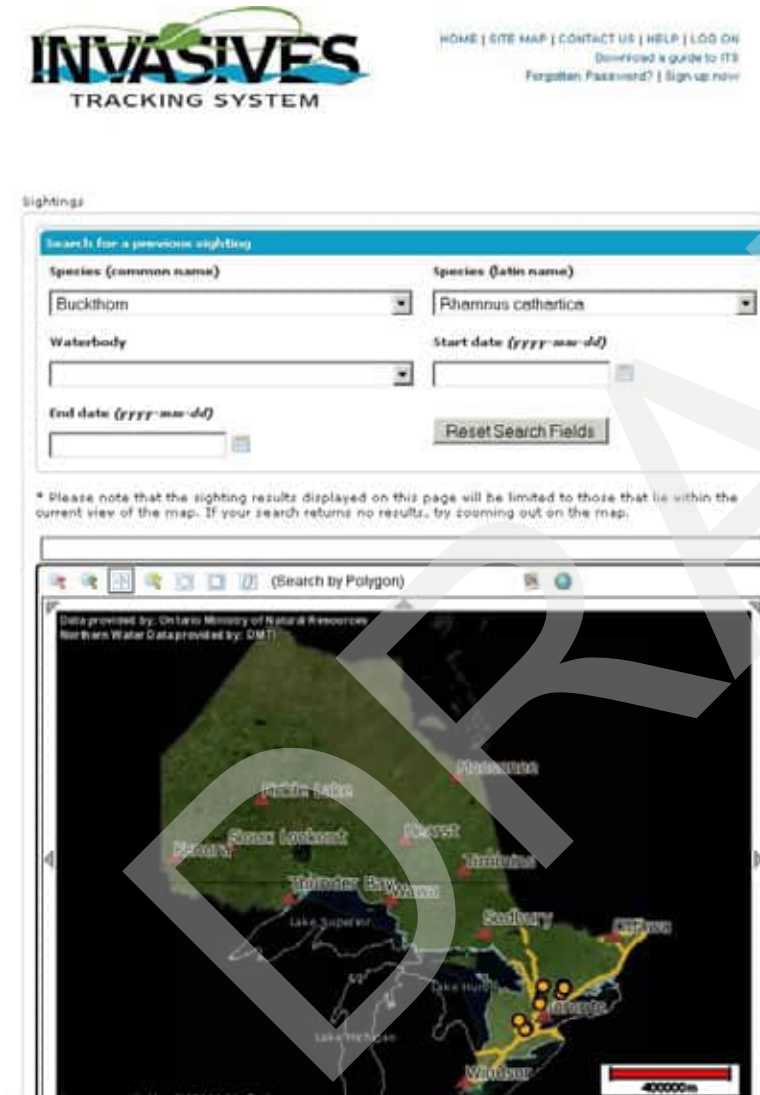 INVASIVES
TRACKING SYSTEM
HOME | SITE MAP | CONTACT US | HELP | LOG ON
Download a guide to ITS
Forgotten Password? | Sign up now
Sightings
Search for a previous sighting
Species (common name)
Species (latin name)
Buckthorn
Rhamnus cathartica
Waterbody
Start date (yyyy-mm-dd)
End date (yyyy-mm-dd)
Reset Search Fields
* Please note that the sighting results displayed on this page will be limited to those that lie within the
current view of the map. If your search returns no results, try zooming out on the map.
(Search by Polygon)
Data provided by: Ontario Ministry of Natural Resources
Northern Water Data provided by: DMTI
Moosonee
Pickle Lake
Hearst
Sioux Lookout
Kenora
Timmins
Thunder Bay
Wawa
Lake Superior
Sudbury
Ottawa
Lake Huron
Toronto
Lake Michigan
Windsor
400000m